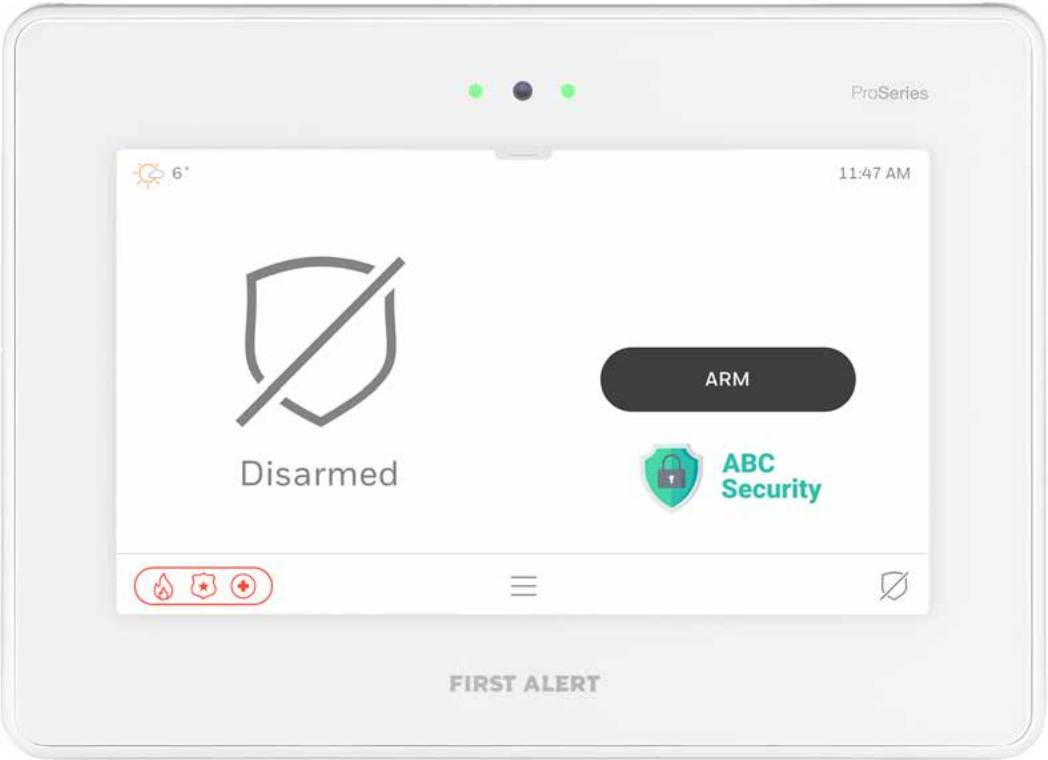 ProSeries
6°
11:47 AM
ARM
Disarmed
ABC
Security
FIRST ALERT